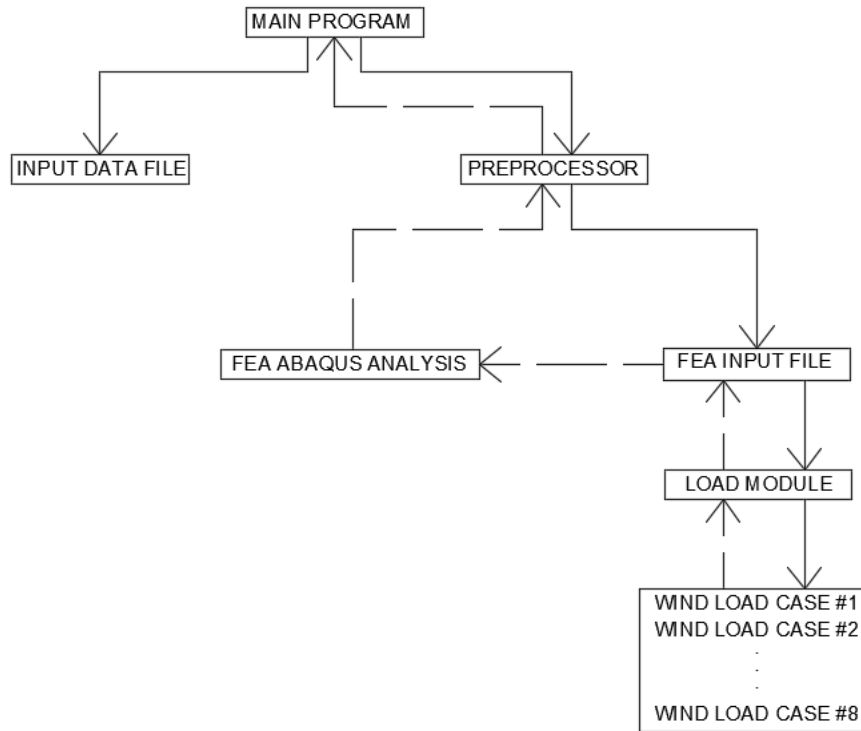 MAIN PROGRAM
INPUT DATA FILE
PREPROCESSOR
FEA ABAQUS ANALYSIS
FEA INPUT FILE
LOAD MODULE
WIND LOAD CASE #1
WIND LOAD CASE #2
.
.
.
WIND LOAD CASE #8